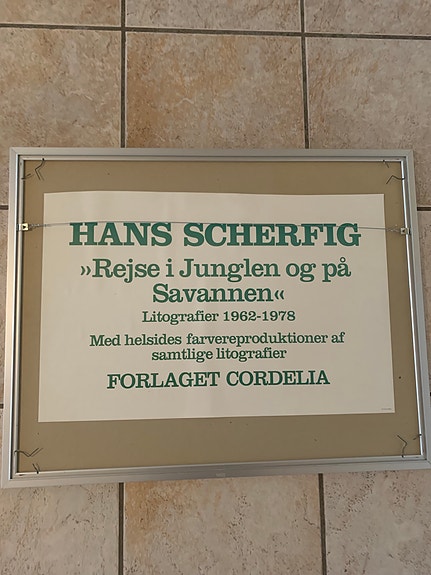 HANS SCHERFIG
»Rejse i Junglen og på
Savannen«
Litografier 1962-1978
Med helsides farvereproduktioner af
samtlige litografier
FORLAGET CORDELIA